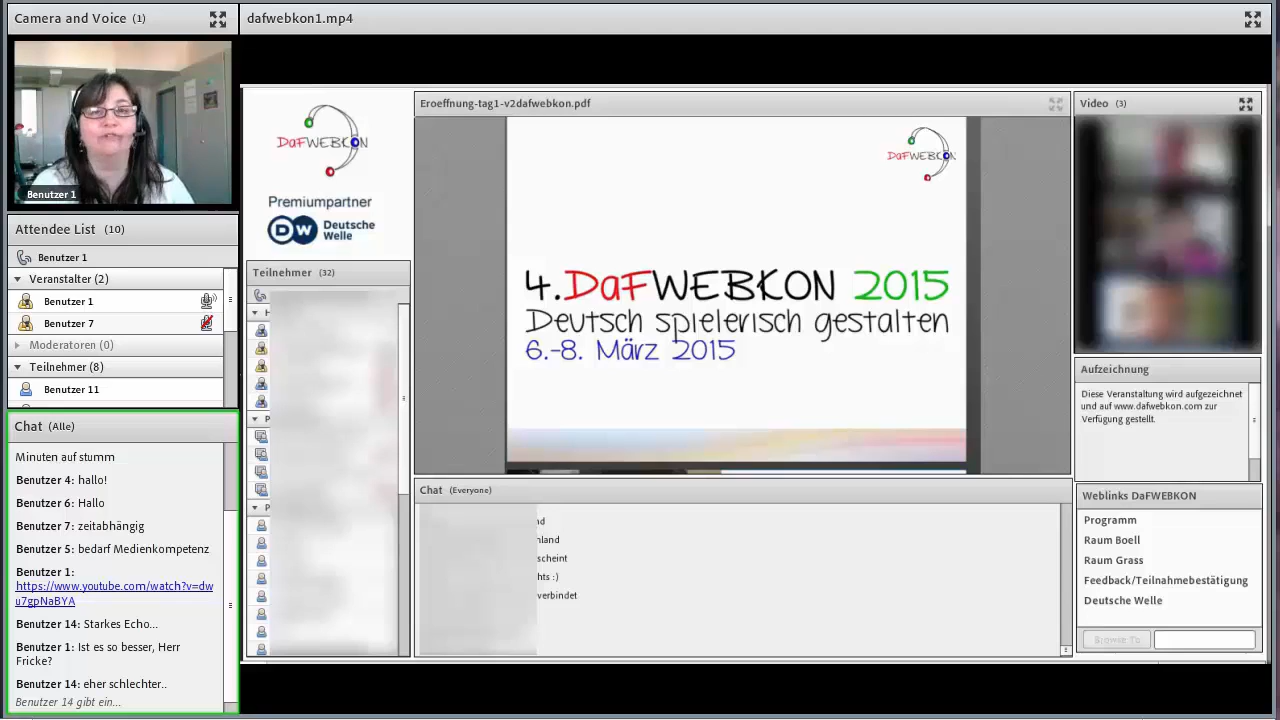 Camera and Voice (1)
Benutzer 1
Attendee List (10)
Benutzer 1
Veranstalter (2)
Benutzer 1
Benutzer 7
Moderatoren (0)
Teilnehmer (8)
Benutzer 11
Chat (Alle)
Minuten auf stumm
Benutzer 4: hallo!
Benutzer 6: Hallo
Benutzer 7: zeitabhängig
Benutzer 5: bedarf Medienkompetenz
Benutzer 1:
https://www.youtube.com/watch?v=dw
u7gpNaBYA
Benutzer 14: Starkes Echo...
Benutzer 1: Ist es so besser, Herr
Fricke?
Benutzer 14: eher schlechter..
Benutzer 14 gibt ein...
dafwebkon1.mp4
DaFWEBKON
Premiumpartner
DW Deutsche
Welle
Teilnehmer (32)
Eroeffnung-tag1-v2dafwebkon.pdf
DaFWEBKON
4.DaFWEBKON 2015
Deutsch spielerisch gestalten
6.-8. März 2015
Chat (Everyone)
nd
nland
scheint
hts :)
verbindet
Video (3)
Aufzeichnung
Diese Veranstaltung wird aufgezeichnet
und auf www.dafwebkon.com zur
Verfügung gestellt.
Weblinks DaFWEBKON
Programm
Raum Boell
Raum Grass
Feedback/Teilnahmebestätigung
Deutsche Welle
Browse To